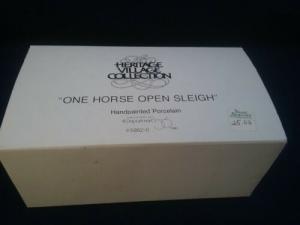 HERITAGE
VILLAGE
COLLECTION
"ONE HORSE OPEN SLEIGH"
Handpainted Porcelain